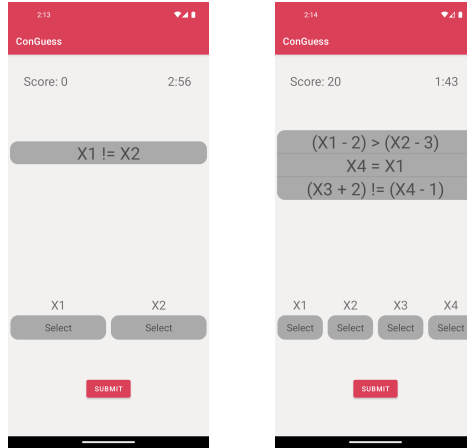 2:13
ConGuess
Score: 0 2:56
X1 != X2
X1 X2
Select Select
SUBMIT
2:14
ConGuess
Score: 20 1:43
(X1 - 2) > (X2 - 3)
X4 = X1
(X3 + 2) != (X4 - 1)
X1 X2 X3 X4
Select Select Select Select
SUBMIT